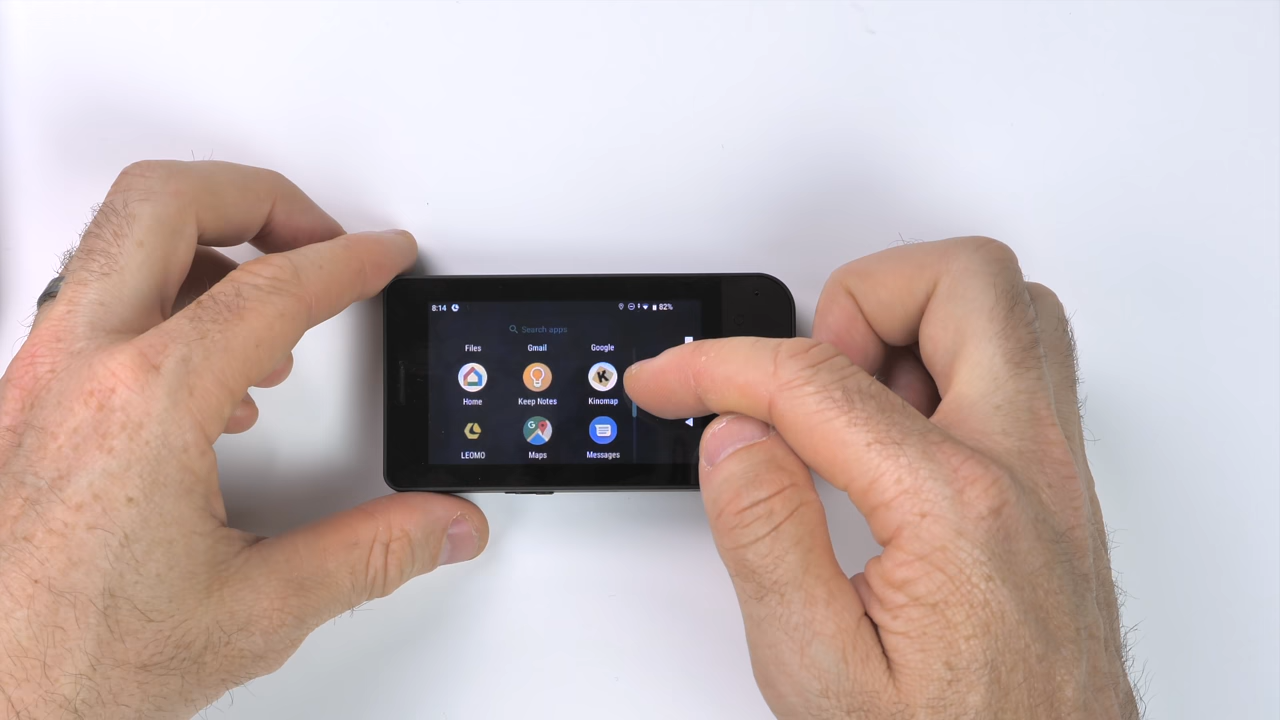 8:14 82%
Search apps
Files Gmail Google
K
Home Keep Notes Kinomap
G
LEOMO Maps Messages